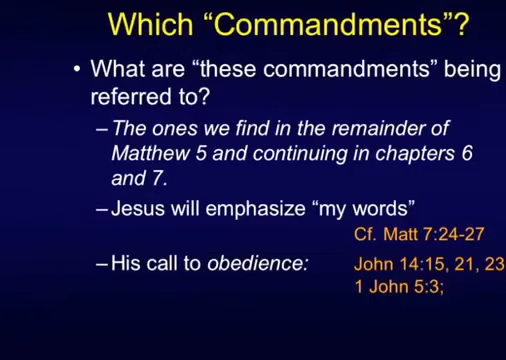 Which “Commandments”?
• What are “these commandments” being
referred to?
–The ones we find in the remainder of
Matthew 5 and continuing in chapters 6
and 7.
–Jesus will emphasize “my words”
Cf. Matt 7:24-27
–His call to obedience: John 14:15, 21, 23
1 John 5:3;